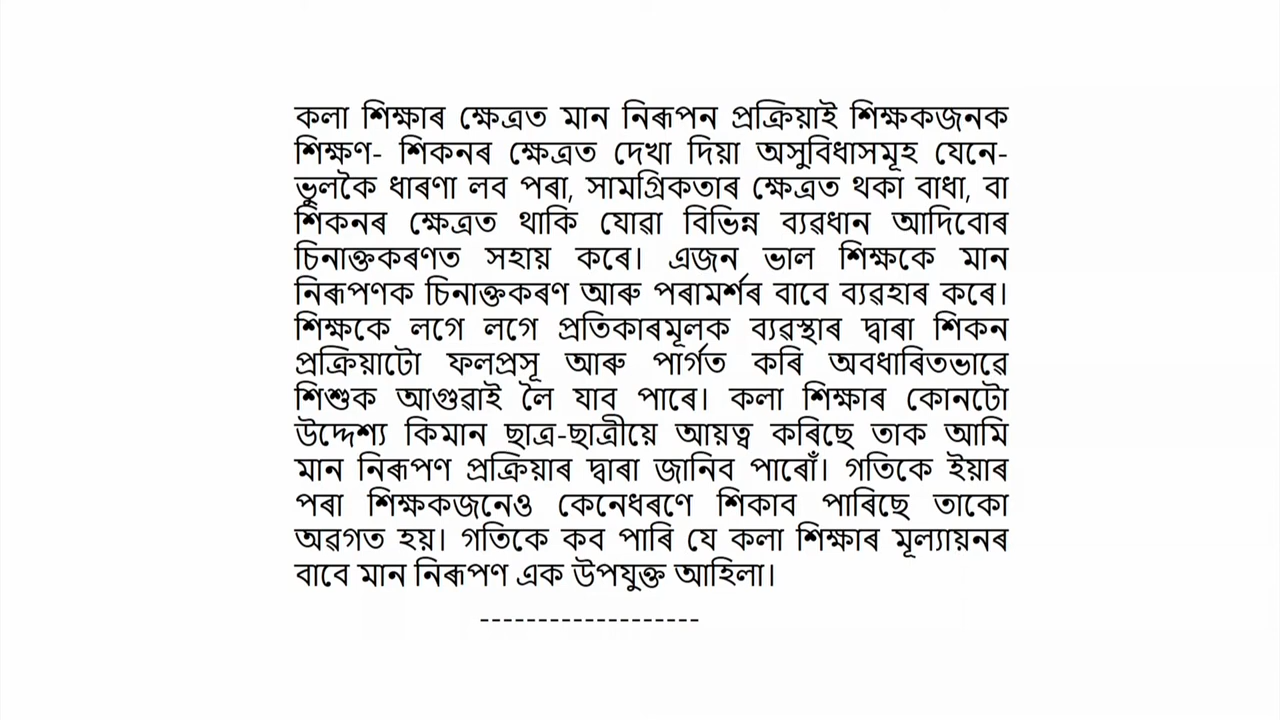 কলা শিক্ষাৰ ক্ষেত্ৰত মান নিৰূপন প্ৰক্ৰিয়াই শিক্ষকজনক
শিক্ষণ- শিকনৰ ক্ষেত্ৰত দেখা দিয়া অসুবিধাসমূহ যেনে-
ভুলকৈ ধাৰণা লব পৰা, সামগ্ৰিকতাৰ ক্ষেত্ৰত থকা বাধা, বা
শিকনৰ ক্ষেত্ৰত থাকি যোৱা বিভিন্ন ব্যৱধান আদিবোৰ
চিনাক্তকৰণত সহায় কৰে। এজন ভাল শিক্ষকে মান
নিৰূপণক চিনাক্তকৰণ আৰু পৰামৰ্শৰ বাবে ব্যৱহাৰ কৰে।
শিক্ষকে লগে লগে প্ৰতিকাৰমূলক ব্যৱস্থাৰ দ্বাৰা শিকন
প্ৰক্ৰিয়াটো ফলপ্ৰসূ আৰু পাৰ্গত কৰি অবধাৰিতভাৱে
শিশুক আগুৱাই লৈ যাব পাৰে। কলা শিক্ষাৰ কোনটো
উদ্দেশ্য কিমান ছাত্ৰ-ছাত্ৰীয়ে আয়ত্ব কৰিছে তাক আমি
মান নিৰূপণ প্ৰক্ৰিয়াৰ দ্বাৰা জানিব পাৰোঁ। গতিকে ইয়াৰ
পৰা শিক্ষকজনেও কেনেধৰণে শিকাব পাৰিছে তাকো
অৱগত হয়। গতিকে কব পাৰি যে কলা শিক্ষাৰ মূল্যায়নৰ
বাবে মান নিৰূপণ এক উপযুক্ত আহিলা।
-------------------